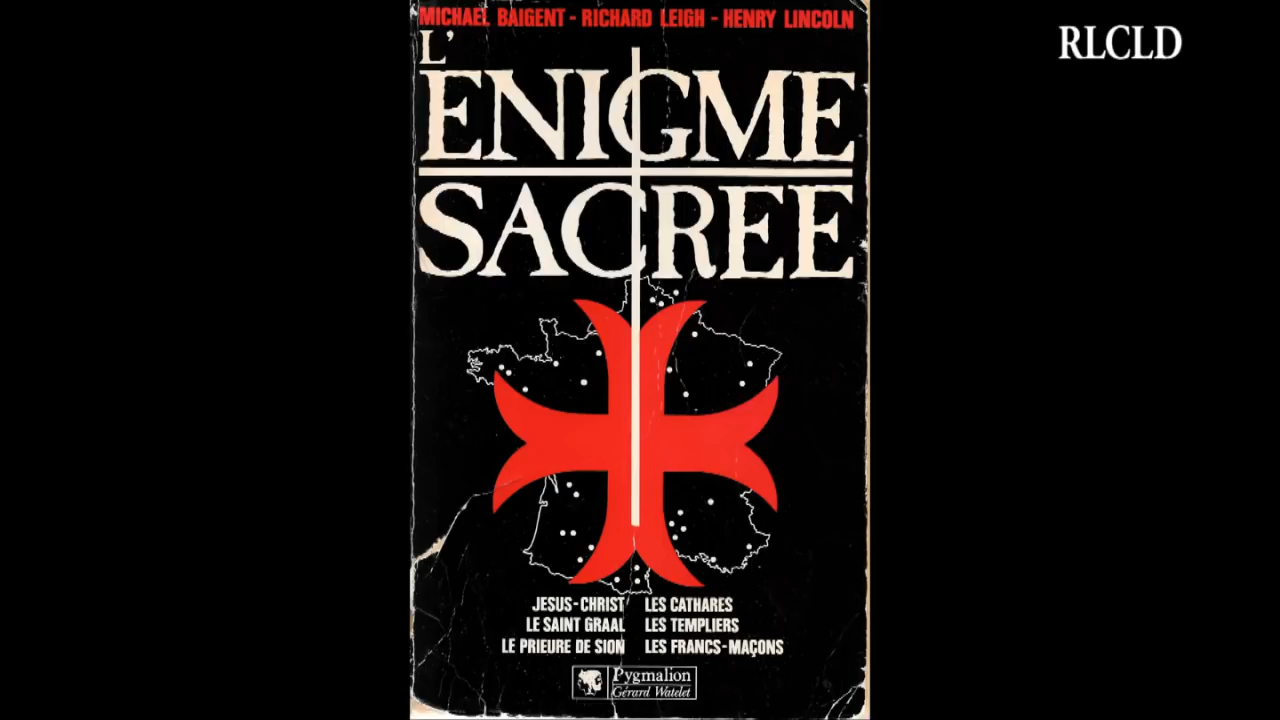 MICHAEL BAIGENT - RICHARD LEIGH - HENRY LINCOLN
RLCLD
L'
ENIGME
SACREE
JESUS-CHRIST LES CATHARES
LE SAINT GRAAL LES TEMPLIERS
LE PRIEURE DE SION LES FRANCS-MAÇONS
Pygmalion
Gérard Watelet